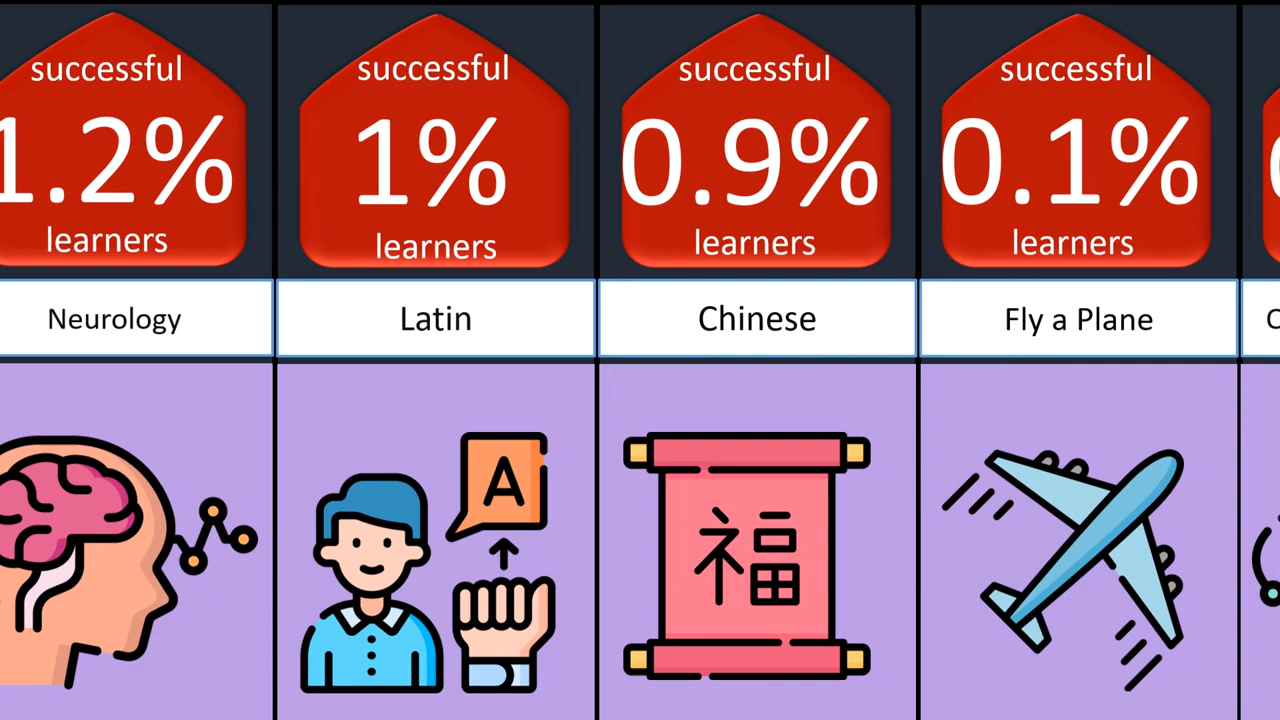 successful
1.2%
learners
Neurology
successful
1%
learners
Latin
A
successful
0.9%
learners
Chinese
福
successful
0.1%
learners
Fly a Plane